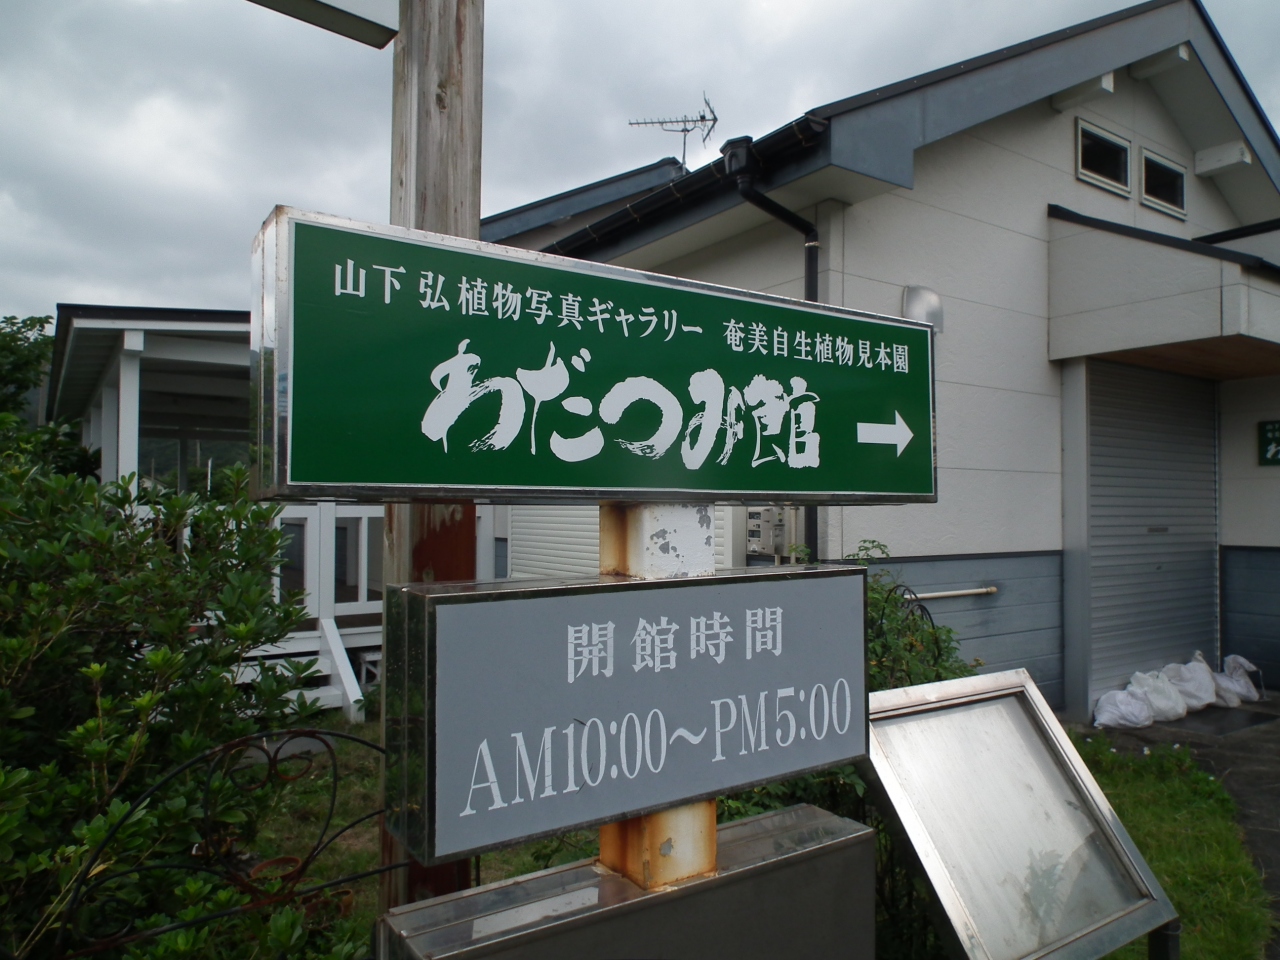 山下 弘植物写真ギャラリー 奄美自生植物見本園
わだつみ館
→
開館時間
AM10:00～PM5:00